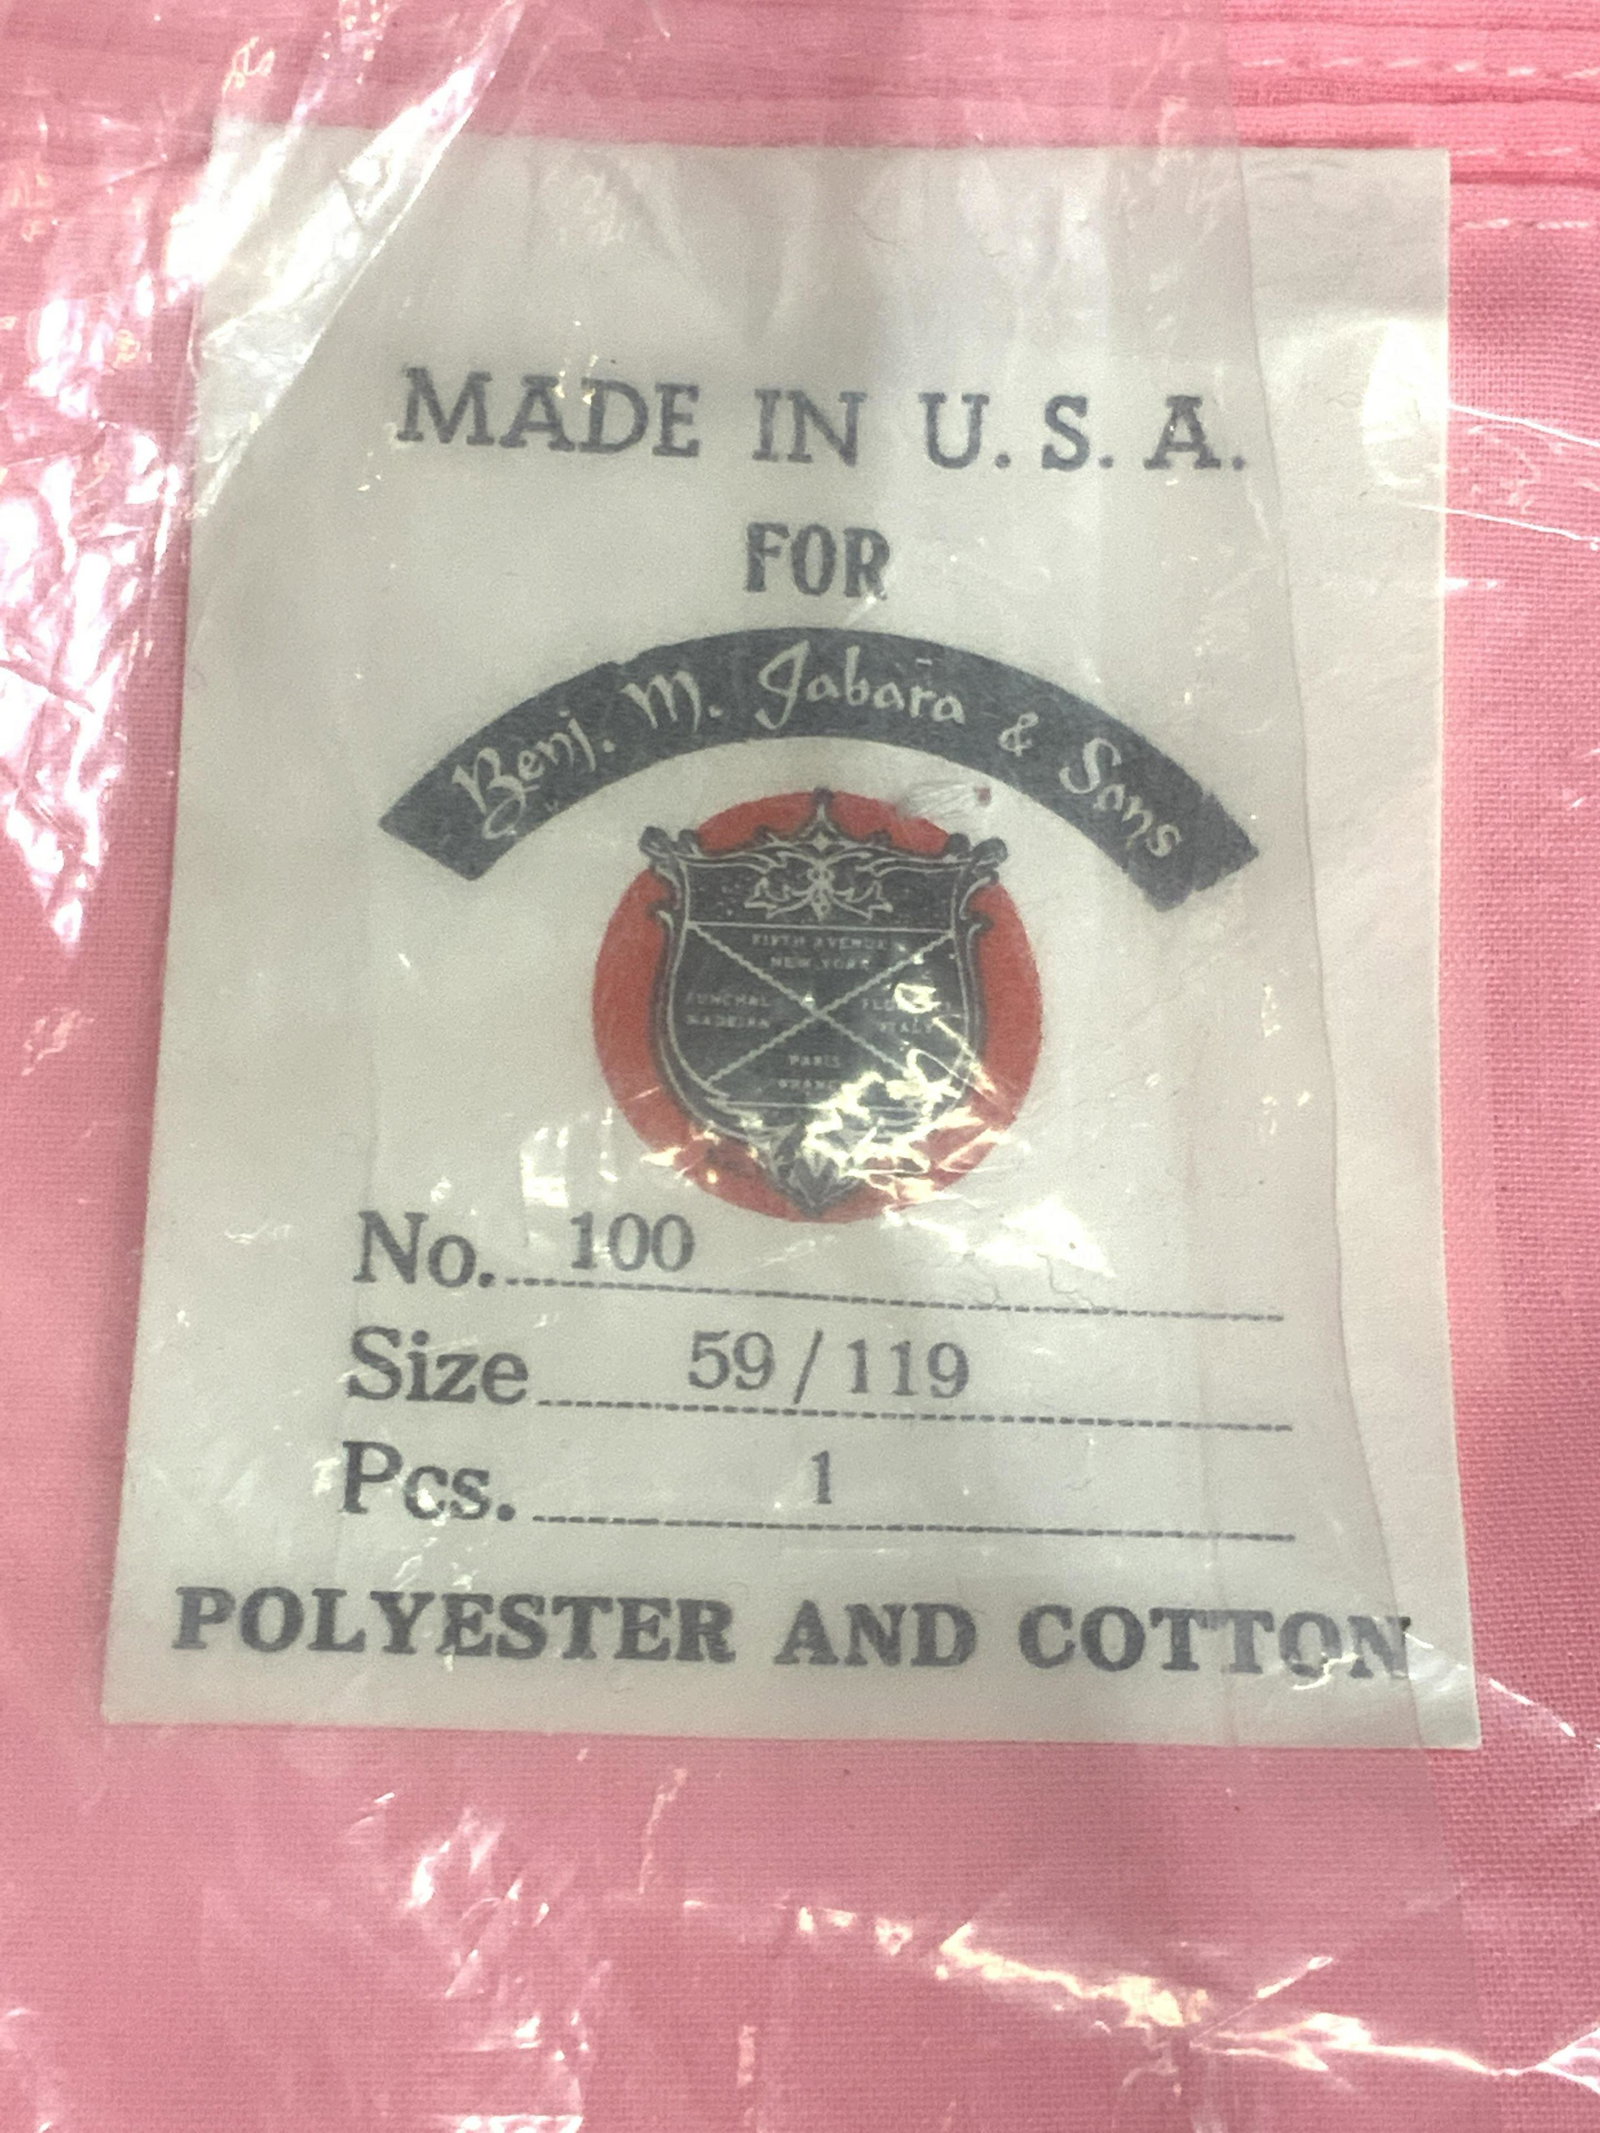 MADE IN U.S.A.
FOR
Benj. M. Jabara & Sons
FIFTH AVENUE
NEW YORK
FUNCHAL
MADEIRA
ITALY
PARIS
No. 100
Size 59/119
Pcs. 1
POLYESTER AND COTTON